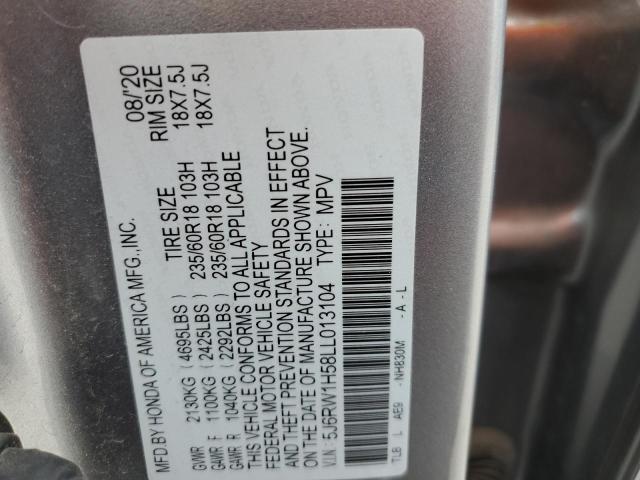 MFD.BY HONDA OF AMERICA MFG.,INC. 08/'20
TIRE SIZE RIM SIZE
GVWR 2130KG (4695LBS)
GAWR F 1100KG (2425LBS) 235/60R18 103H 18X7.5J
GAWR R 1040KG (2292LBS) 235/60R18 103H 18X7.5J
THIS VEHICLE CONFORMS TO ALL APPLICABLE
FEDERAL MOTOR VEHICLE SAFETY
AND THEFT PREVENTION STANDARDS IN EFFECT
ON THE DATE OF MANUFACTURE SHOWN ABOVE.
V.I.N: 5J6RW1H58LL013104 TYPE: MPV
TLB L AE9 -NH830M -A-L